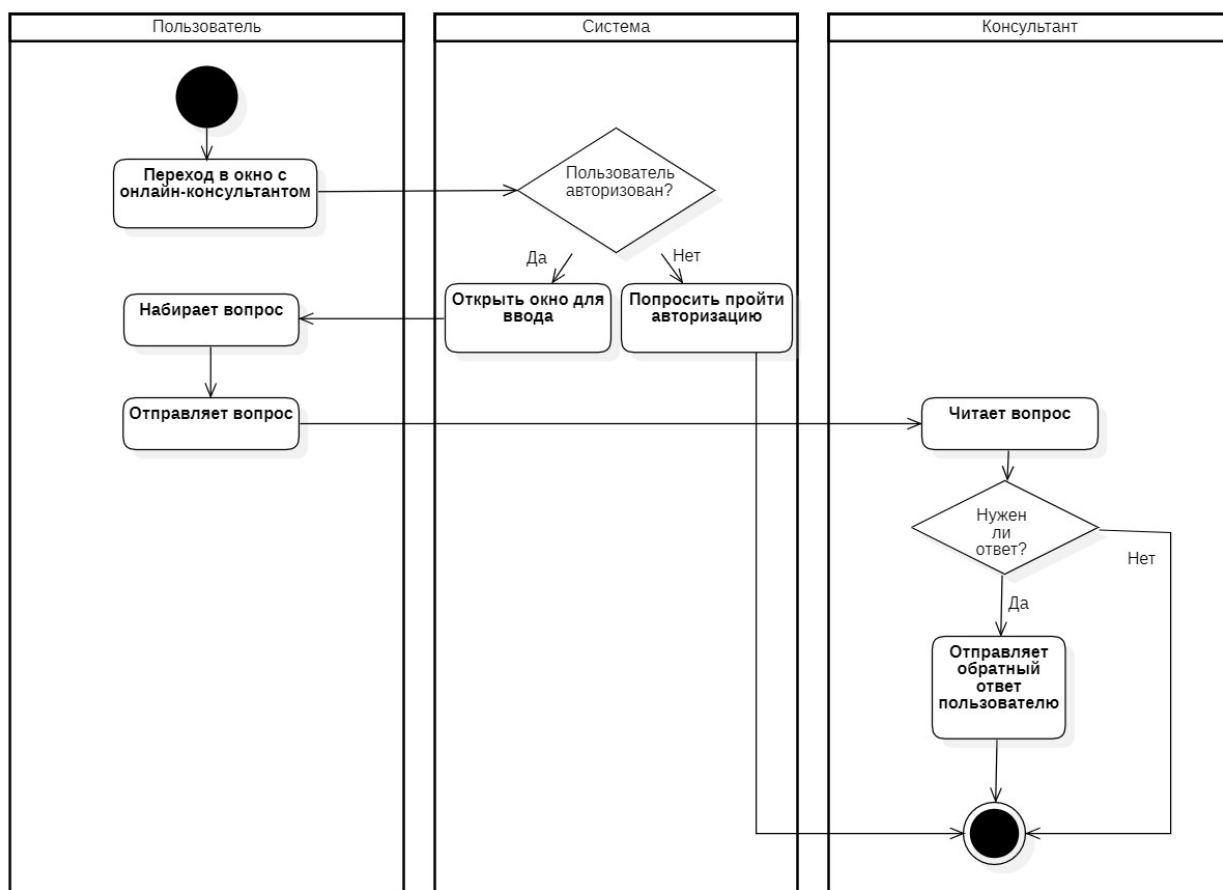 Пользователь
Система
Консультант
Переход в окно с
онлайн-консультантом
Пользователь
авторизован?
Да
Нет
Открыть окно для
ввода
Попросить пройти
авторизацию
Набирает вопрос
Отправляет вопрос
Читает вопрос
Нужен
ли
ответ?
Нет
Да
Отправляет
обратный
ответ
пользователю